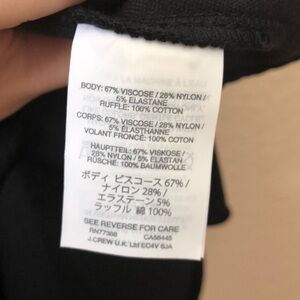 BODY: 67% VISCOSE / 28% NYLON /
5% ELASTANE
RUFFLE: 100% COTTON
CORPS: 67% VISCOSE / 28% NYLON /
5% ÉLASTHANNE
VOLANT FRONCÉ: 100% COTON
HAUPTTEIL: 67% VISKOSE /
28% NYLON / 5% ELASTAN
RÜSCHE: 100% BAUMWOLLE
ボディ ビスコース 67% /
ナイロン 28% /
エラステーン 5%
ラッフル 綿 100%
SEE REVERSE FOR CARE
RN77388 CA56445
J.CREW U.K. Ltd EC4V 6JA